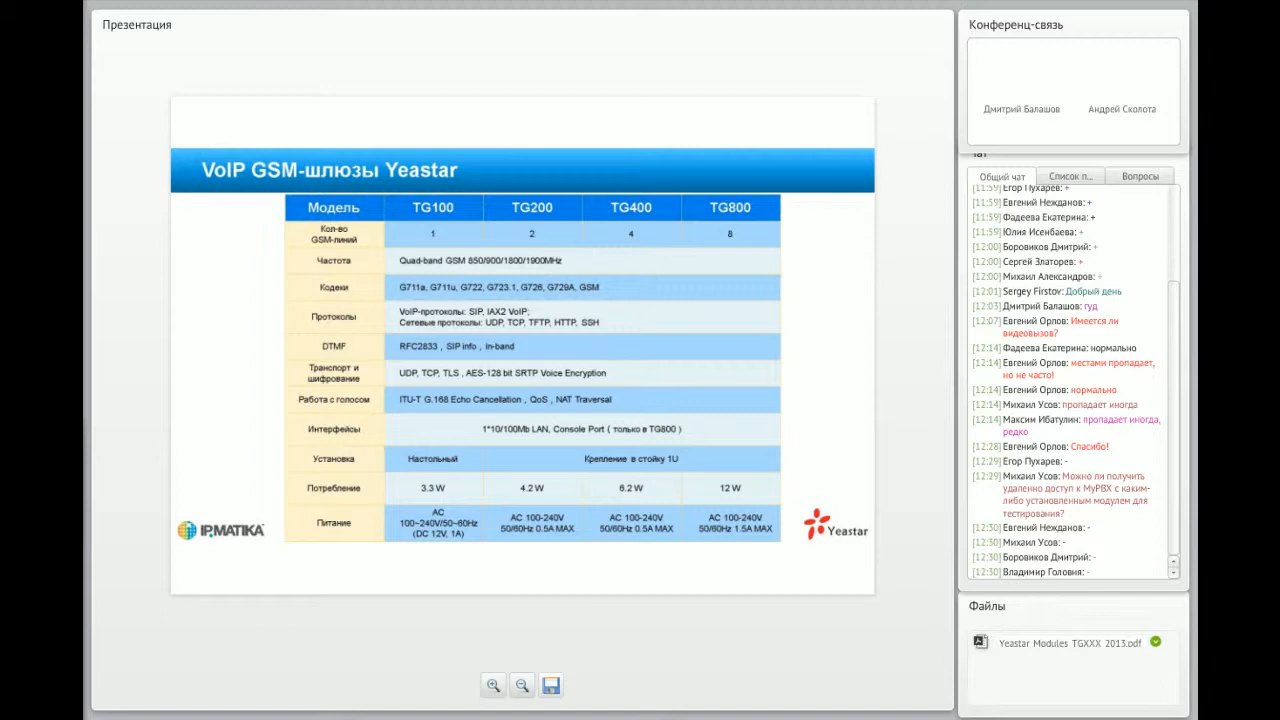 Презентация
VoIP GSM-шлюзы Yeastar
Модель TG100 TG200 TG400 TG800
Кол-во
GSM-линий
1 2 4 8
Частота Quad-band GSM 850/900/1800/1900MHz
Кодеки G711a, G711u, G722, G723.1, G726, G729A, GSM
Протоколы
VoIP-протоколы: SIP, IAX2 VoIP;
Сетевые протоколы: UDP, TCP, TFTP, HTTP, SSH
DTMF RFC2833 , SIP info , In-band
Транспорт и
шифрование
UDP, TCP, TLS , AES-128 bit SRTP Voice Encryption
Работа с голосом ITU-T G.168 Echo Cancellation , QoS , NAT Traversal
Интерфейсы 1*10/100Mb LAN, Console Port ( только в TG800 )
Установка Настольный Крепление в стойку 1U
Потребление 3.3 W 4.2 W 6.2 W 12 W
Питание
AC
100~240V/50~60Hz
(DC 12V, 1A)
AC 100-240V
50/60Hz 0.5A MAX
AC 100-240V
50/60Hz 0.5A MAX
AC 100-240V
50/60Hz 1.5A MAX
IPMATIKA
Yeastar
Конференц-связь
Дмитрий Балашов Андрей Сколота
Чат
Общий чат Список п... Вопросы
[11:59] Егор Пухарев: +
[11:59] Евгений Нежданов: +
[11:59] Фадеева Екатерина: +
[11:59] Юлия Исенбаева: +
[12:00] Боровиков Дмитрий: +
[12:00] Сергей Златорев: +
[12:00] Михаил Александров: +
[12:01] Sergey Firstov: Добрый день
[12:03] Дмитрий Балашов: гуд
[12:07] Евгений Орлов: Имеется ли
видеовызов?
[12:14] Фадеева Екатерина: нормально
[12:14] Евгений Орлов: местами пропадает,
но не часто!
[12:14] Евгений Орлов: нормально
[12:14] Михаил Усов: пропадает иногда
[12:14] Максим Ибатулин: пропадает иногда,
редко
[12:28] Евгений Орлов: Спасибо!
[12:29] Егор Пухарев: -
[12:29] Михаил Усов: Можно ли получить
удаленно доступ к MyPBX с каким-
либо установленным модулем для
тестирования?
[12:30] Евгений Нежданов: -
[12:30] Михаил Усов: -
[12:30] Боровиков Дмитрий: -
[12:30] Владимир Головня: -
Файлы
Yeastar Modules TGXXX 2013.pdf